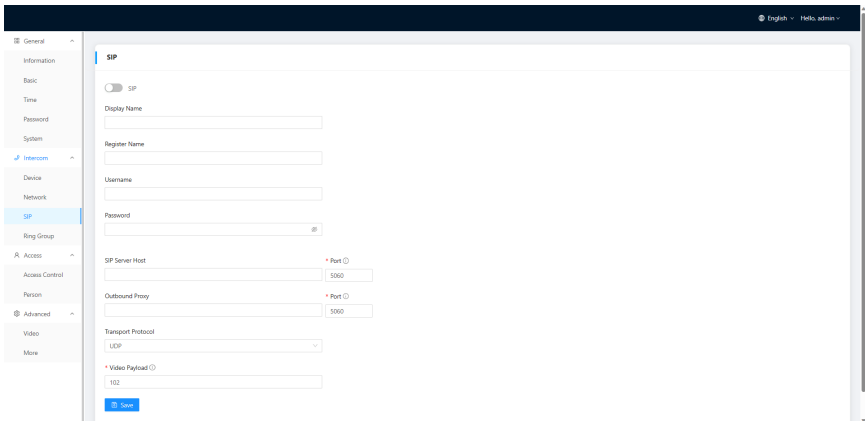 English
Hello, admin
General
Information
Basic
Time
Password
System
Intercom
Device
Network
SIP
Ring Group
Access
Access Control
Person
Advanced
Video
More
SIP
SIP
Display Name
Register Name
Username
Password
SIP Server Host
* Port
5060
Outbound Proxy
* Port
5060
Transport Protocol
UDP
* Video Payload
102
Save